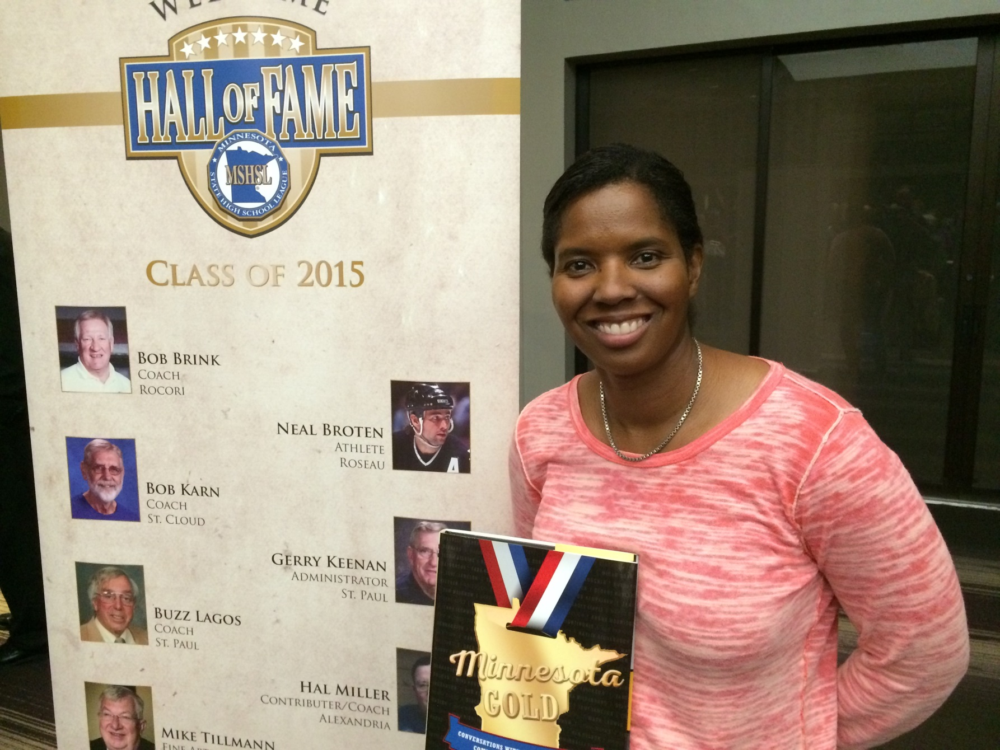 WELCOME
HALL OF FAME
MINNESOTA
MSHSL
STATE HIGH SCHOOL LEAGUE
CLASS OF 2015
BOB BRINK
COACH
ROCORI
NEAL BROTEN
ATHLETE
ROSEAU
A
BOB KARN
COACH
ST. CLOUD
GERRY KEENAN
ADMINISTRATOR
ST. PAUL
BUZZ LAGOS
COACH
ST. PAUL
HAL MILLER
CONTRIBUTER/COACH
ALEXANDRIA
MIKE TILLMANN
Minnesota
GOLD
CONVERSATIONS